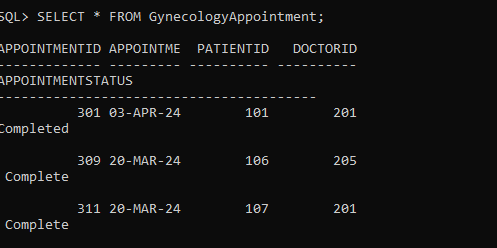 SQL> SELECT * FROM GynecologyAppointment;
APPOINTMENTID APPOINTME  PATIENTID   DOCTORID
------------- --------- ---------- ----------
APPOINTMENTSTATUS
----------------------------------------
          301 03-APR-24        101        201
Completed
          309 20-MAR-24        106        205
 Complete
          311 20-MAR-24        107        201
 Complete